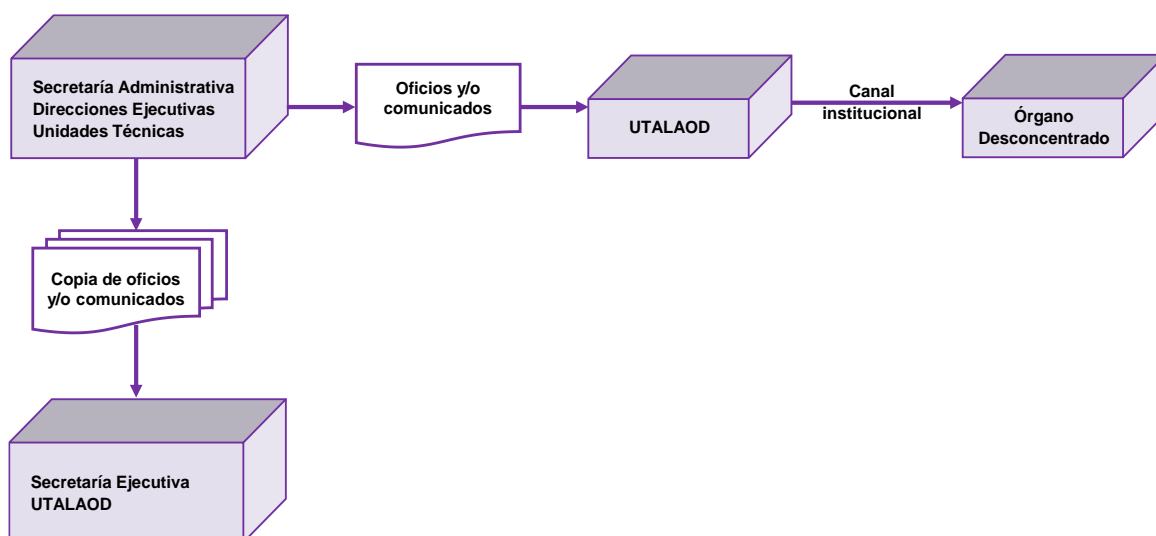 Secretaría Administrativa
Direcciones Ejecutivas
Unidades Técnicas
Oficios y/o
comunicados
UTALAOD
Canal
institucional
Órgano
Desconcentrado
Copia de oficios
y/o comunicados
Secretaría Ejecutiva
UTALAOD